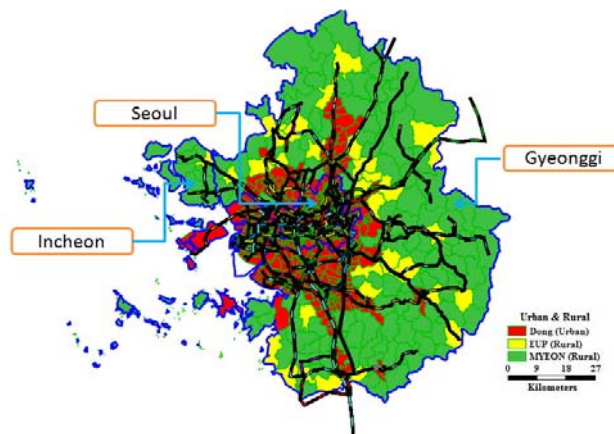 Seoul
Gyeonggi
Incheon
Urban & Rural
Dong (Urban)
EUP (Rural)
MYEON (Rural)
0 9 18 27
Kilometers